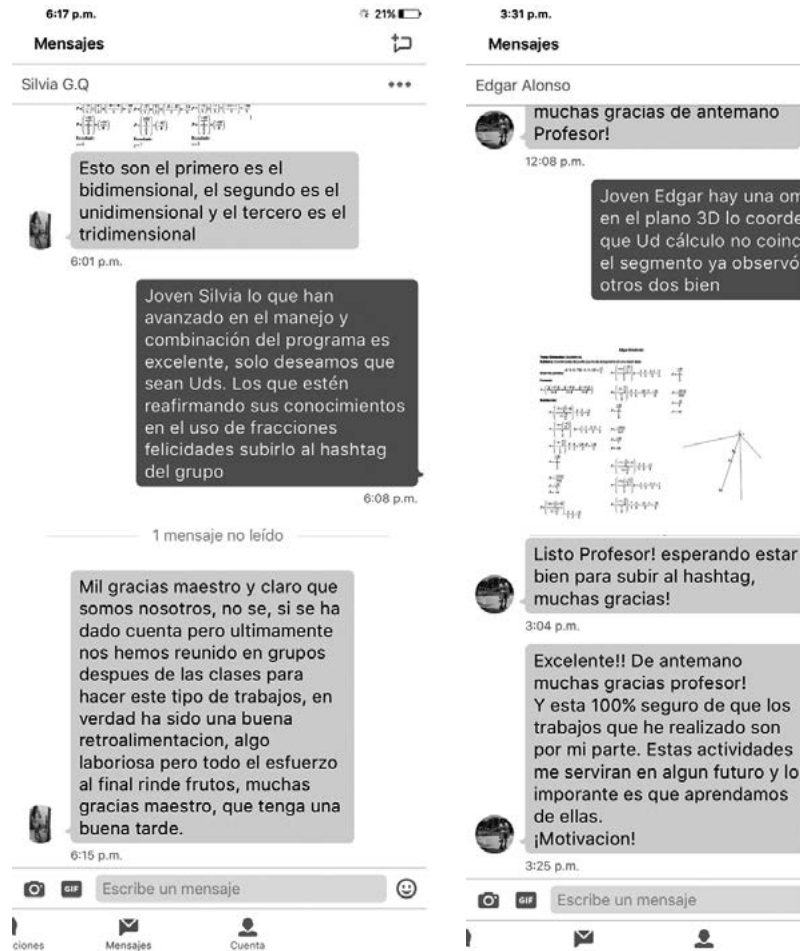 6:17 p.m.
21%
Mensajes
Silvia G.Q
Esto son el primero es el
bidimensional, el segundo es el
unidimensional y el tercero es el
tridimensional
6:01 p.m.
Joven Silvia lo que han
avanzado en el manejo y
combinación del programa es
excelente, solo deseamos que
sean Uds. Los que estén
reafirmando sus conocimientos
en el uso de fracciones
felicidades subirlo al hashtag
del grupo
6:08 p.m.
1 mensaje no leído
Mil gracias maestro y claro que
somos nosotros, no se, si se ha
dado cuenta pero ultimamente
nos hemos reunido en grupos
despues de las clases para
hacer este tipo de trabajos, en
verdad ha sido una buena
retroalimentacion, algo
laboriosa pero todo el esfuerzo
al final rinde frutos, muchas
gracias maestro, que tenga una
buena tarde.
6:15 p.m.
GIF
Escribe un mensaje
ciones
Mensajes
Cuenta
3:31 p.m.
Mensajes
Edgar Alonso
muchas gracias de antemano
Profesor!
12:08 p.m.
Joven Edgar hay una om
en el plano 3D lo coorde
que Ud cálculo no coinc
el segmento ya observó
otros dos bien
Listo Profesor! esperando estar
bien para subir al hashtag,
muchas gracias!
3:04 p.m.
Excelente!! De antemano
muchas gracias profesor!
Y esta 100% seguro de que los
trabajos que he realizado son
por mi parte. Estas actividades
me serviran en algun futuro y lo
imporante es que aprendamos
de ellas.
¡Motivacion!
3:25 p.m.
GIF
Escribe un mensaje